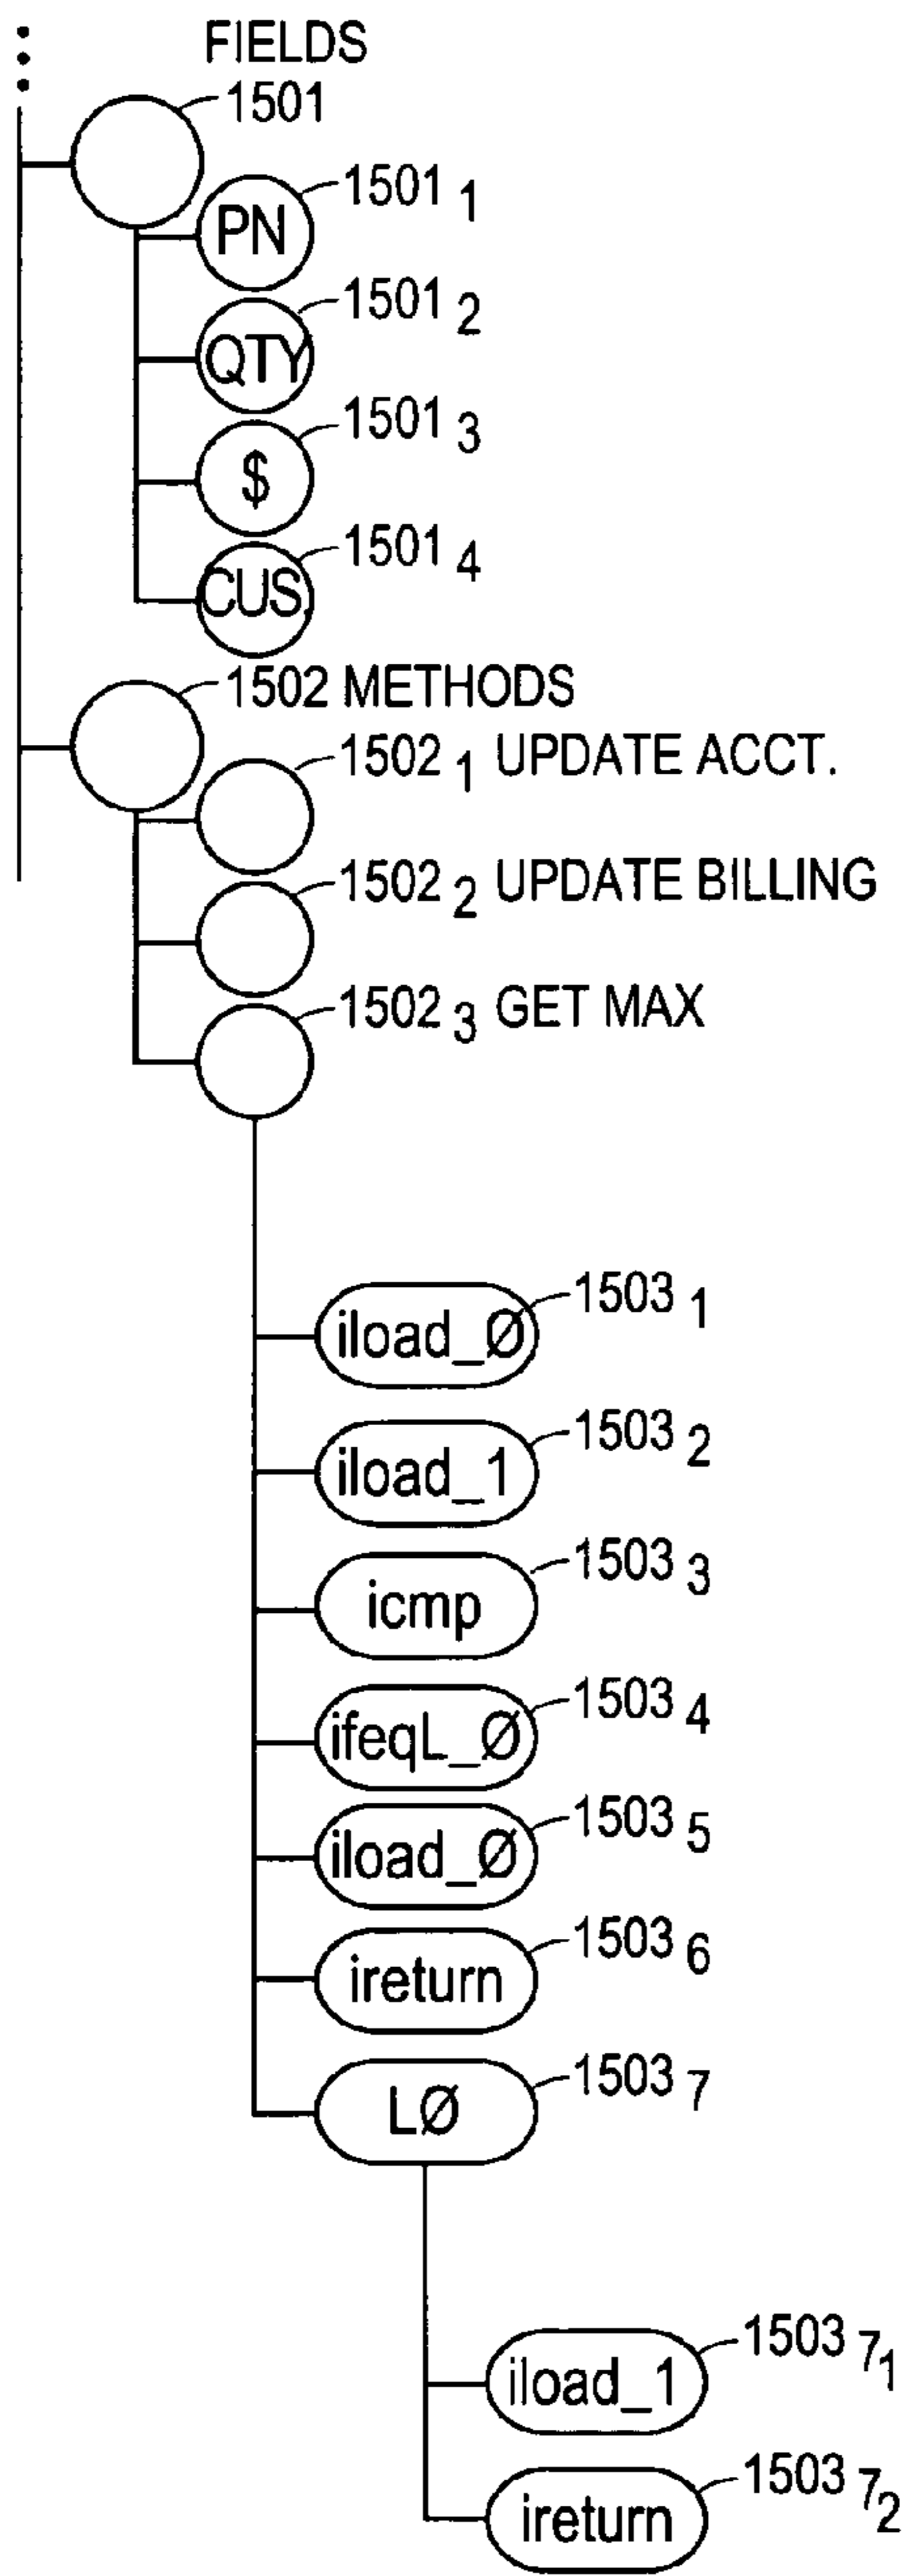 FIELDS
1501
PN 1501 1
QTY 1501 2
$ 1501 3
CUS 1501 4
1502 METHODS
1502 1 UPDATE ACCT.
1502 2 UPDATE BILLING
1502 3 GET MAX
iload_Ø 1503 1
iload_1 1503 2
icmp 1503 3
ifeqL_Ø 1503 4
iload_Ø 1503 5
ireturn 1503 6
LØ 1503 7
iload_1 1503 71
ireturn 1503 72